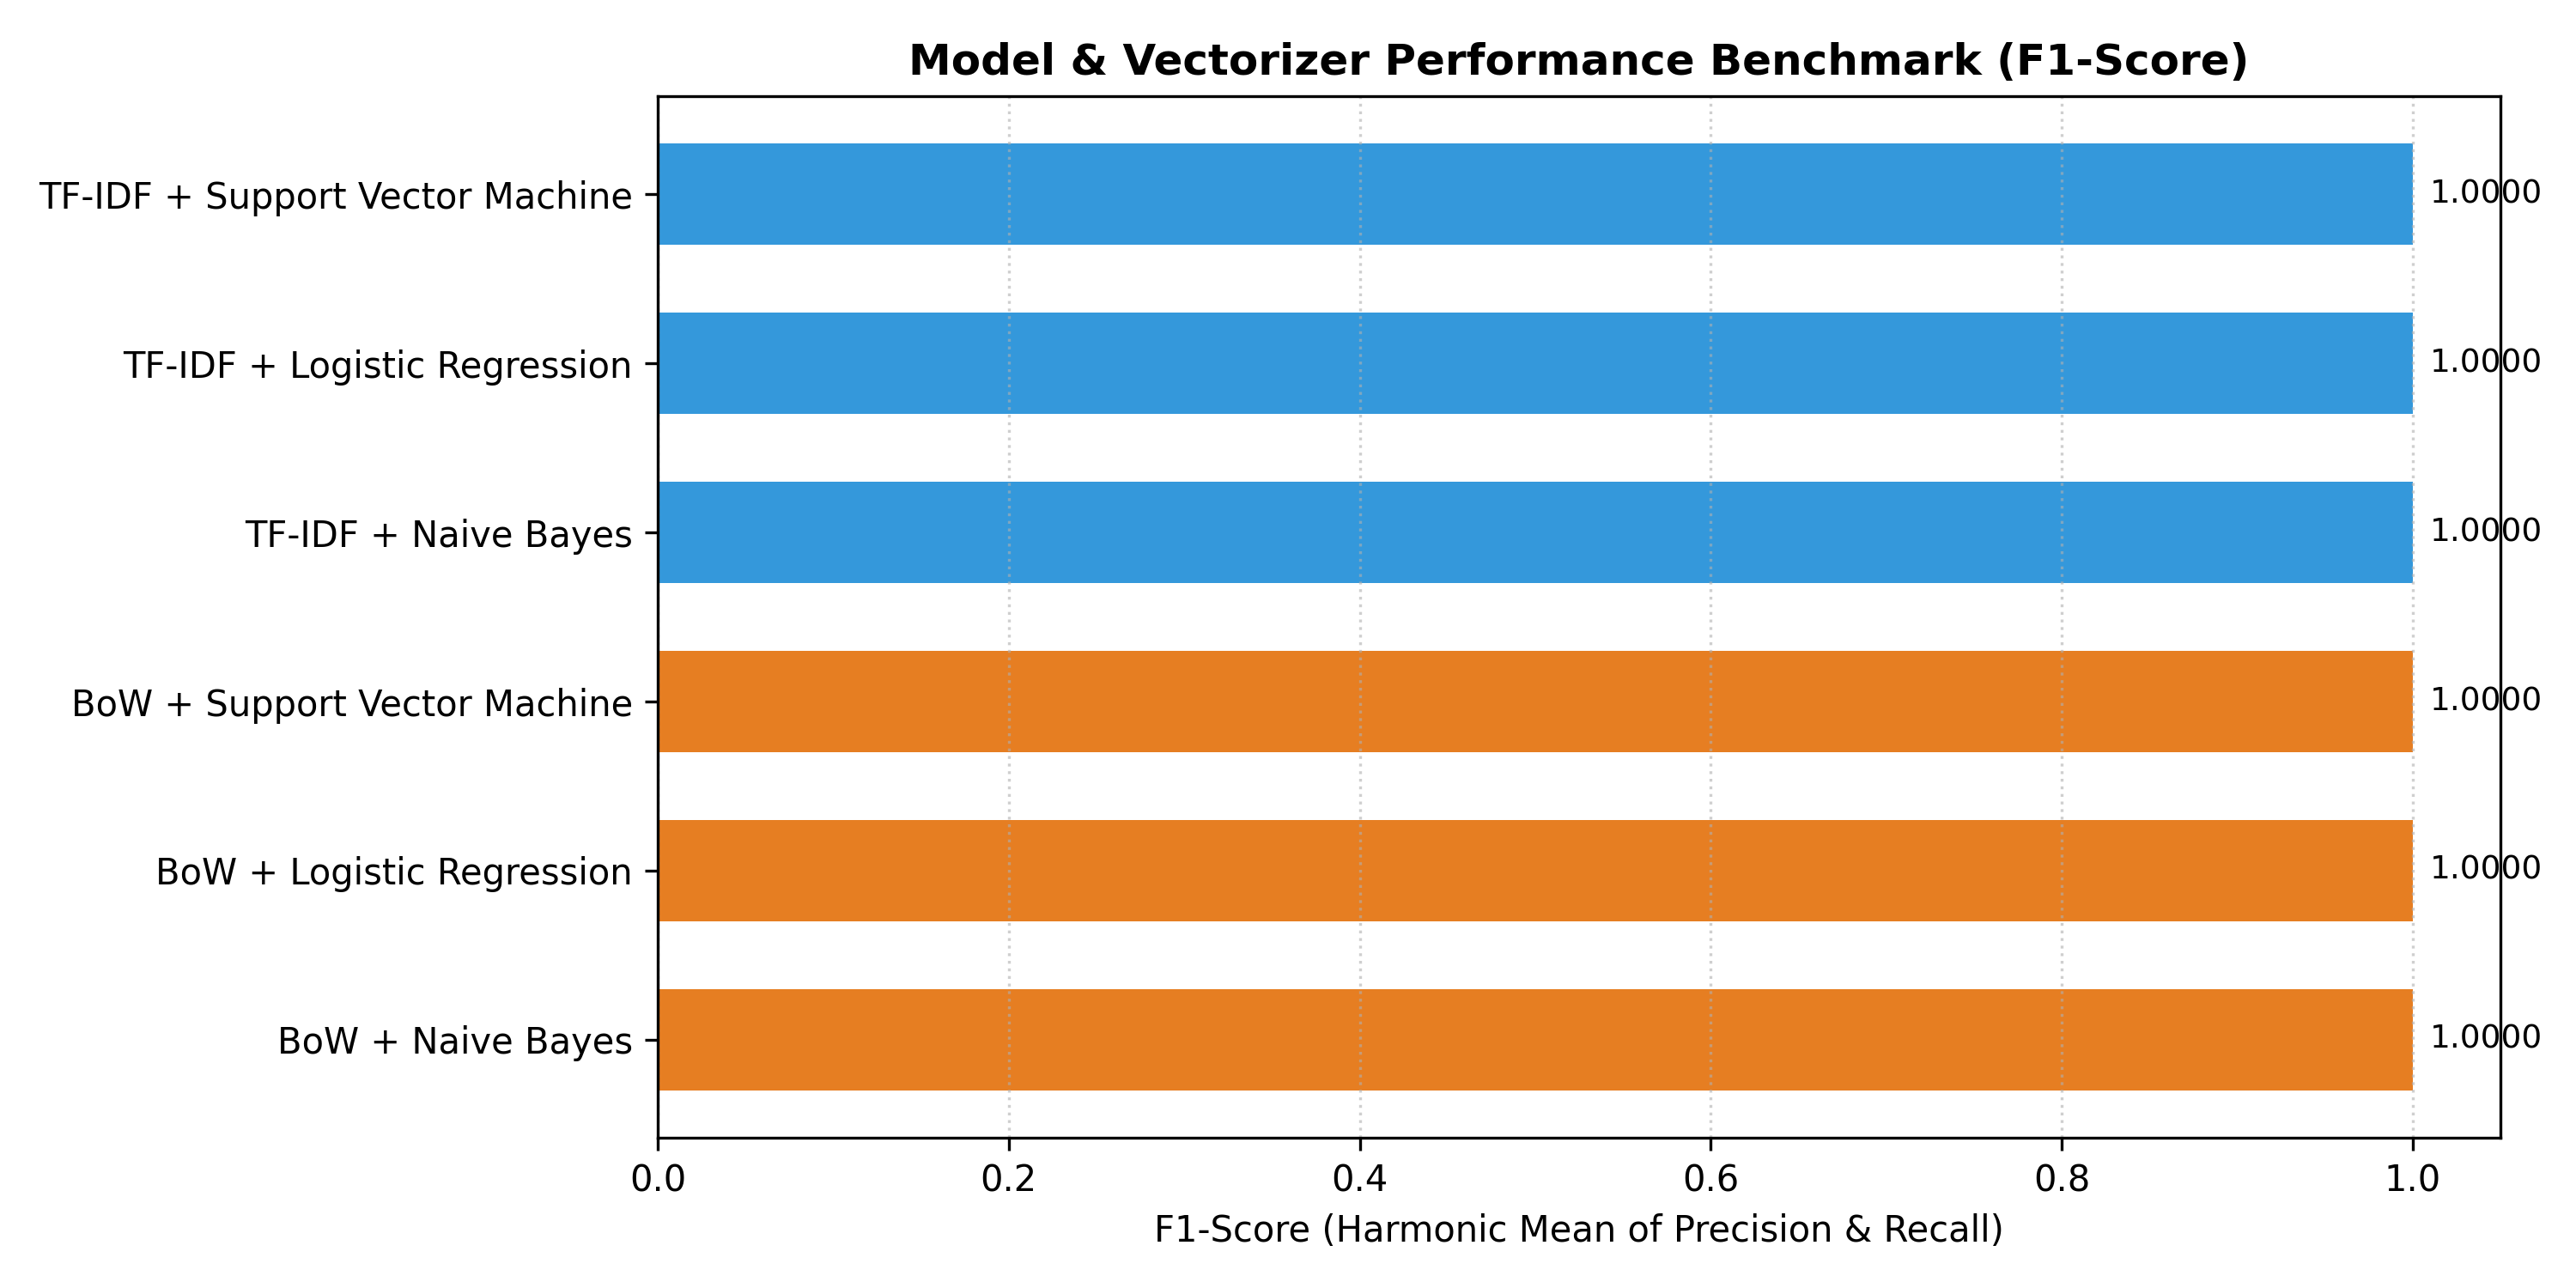 Model & Vectorizer Performance Benchmark (F1-Score)
TF-IDF + Support Vector Machine 1.0000
TF-IDF + Logistic Regression 1.0000
TF-IDF + Naive Bayes 1.0000
BoW + Support Vector Machine 1.0000
BoW + Logistic Regression 1.0000
BoW + Naive Bayes 1.0000
0.0 0.2 0.4 0.6 0.8 1.0
F1-Score (Harmonic Mean of Precision & Recall)